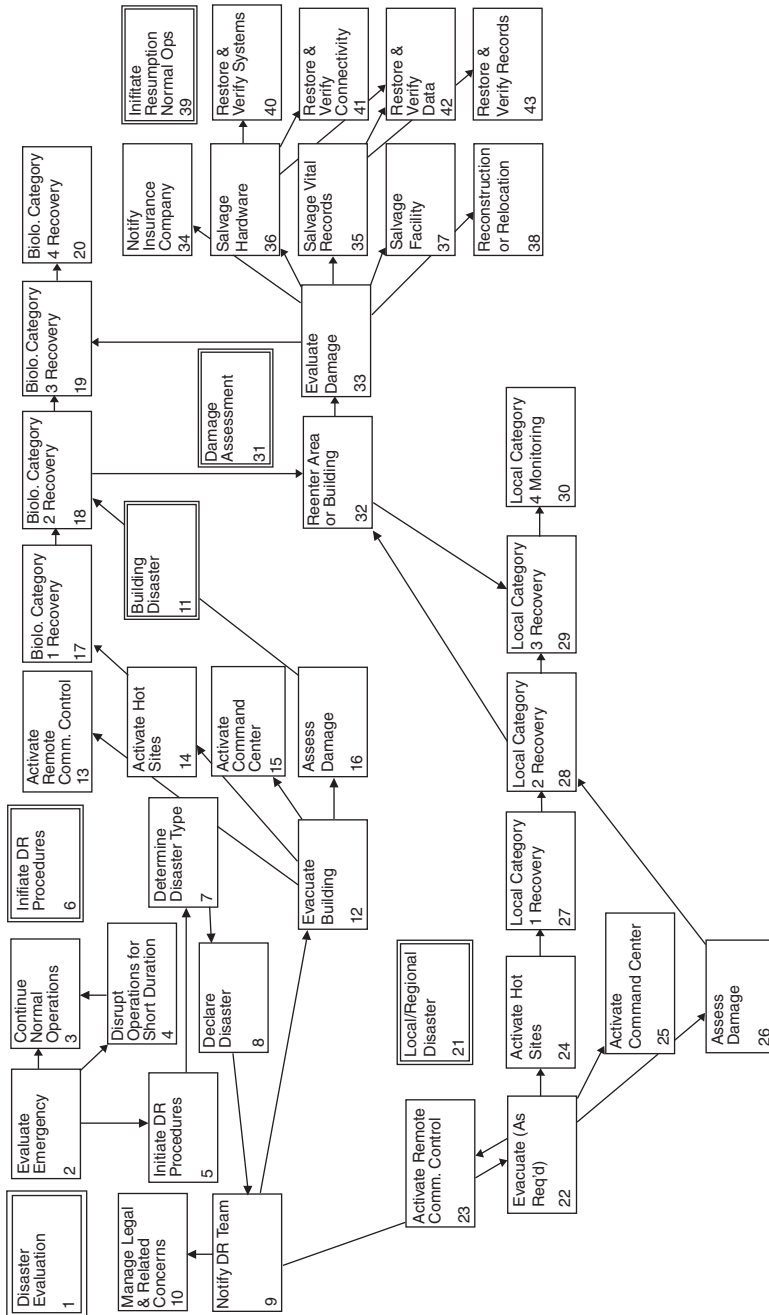 Disaster
Evaluation
1
Evaluate
Emergency
2
Continue
Normal
Operations
3
Disrupt
Operations for
Short Duration
4
Initiate DR
Procedures
5
Initiate DR
Procedures
6
Determine
Disaster Type
7
Declare
Disaster
8
Notify DR Team
9
Manage Legal
& Related
Concerns
10
Building
Disaster
11
Evacuate
Building
12
Activate
Remote
Comm. Control
13
Activate Hot
Sites
14
Activate
Command
Center
15
Assess
Damage
16
Biolo. Category
1 Recovery
17
Biolo. Category
2 Recovery
18
Biolo. Category
3 Recovery
19
Biolo. Category
4 Recovery
20
Local/Regional
Disaster
21
Evacuate (As
Req'd)
22
Activate Remote
Comm. Control
23
Activate Hot
Sites
24
Activate
Command Center
25
Assess
Damage
26
Local Category
1 Recovery
27
Local Category
2 Recovery
28
Local Category
3 Recovery
29
Local Category
4 Monitoring
30
Damage
Assessment
31
Reenter Area
or Building
32
Evaluate
Damage
33
Notify
Insurance
Company
34
Salvage
Hardware
36
Salvage Vital
Records
35
Salvage
Facility
37
Reconstruction
or Relocation
38
Inifitate
Resumption
Normal Ops
39
Restore &
Verify Systems
40
Restore &
Verify
Connectivity
41
Restore &
Verify
Data
42
Restore &
Verify Records
43